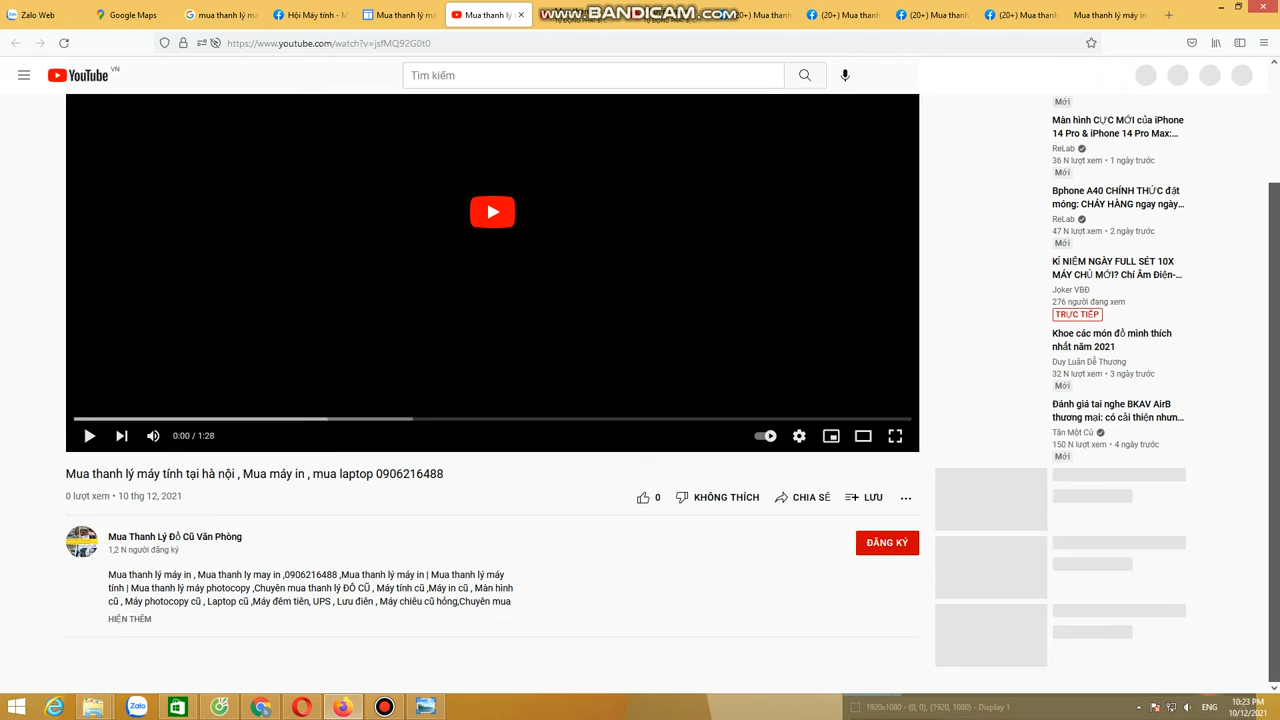 Zalo Web
Google Maps
mua thanh lý má
Hội Máy tính - M
Mua thanh lý má
Mua thanh lý
www.BANDICAM.com
(20+) Mua thanh
(20+) Mua thanh
(20+) Mua thanh
Mua thanh lý máy in
https://www.youtube.com/watch?v=jsfMQ92G0t0
YouTube VN
Tìm kiếm
Mới
Màn hình CỰC MỚI của iPhone
14 Pro & iPhone 14 Pro Max:...
ReLab
36 N lượt xem • 1 ngày trước
Mới
Bphone A40 CHÍNH THỨC đặt
móng: CHÁY HÀNG ngay ngày...
ReLab
47 N lượt xem • 2 ngày trước
Mới
KỈ NIỆM NGÀY FULL SÉT 10X
MÁY CHỦ MỚI? Chí Âm Điện-...
Joker VBĐ
276 người đang xem
TRỰC TIẾP
Khoe các món đồ mình thích
nhất năm 2021
Duy Luân Dễ Thương
32 N lượt xem • 3 ngày trước
Mới
Đánh giá tai nghe BKAV AirB
thương mại: có cải thiện nhưn...
Tân Một Cú
150 N lượt xem • 4 ngày trước
Mới
0:00 / 1:28
Mua thanh lý máy tính tại hà nội , Mua máy in , mua laptop 0906216488
0 lượt xem • 10 thg 12, 2021
0 KHÔNG THÍCH CHIA SẺ LƯU
Mua Thanh Lý Đồ Cũ Văn Phòng
1,2 N người đăng ký
ĐĂNG KÝ
Mua thanh lý máy in , Mua thanh ly may in ,0906216488 ,Mua thanh lý máy in | Mua thanh lý máy
tính | Mua thanh lý máy photocopy ,Chuyên mua thanh lý ĐỒ CŨ , Máy tính cũ ,Máy in cũ , Màn hình
cũ , Máy photocopy cũ , Laptop cũ ,Máy đếm tiền, UPS , Lưu điên , Máy chiếu cũ hỏng,Chuyên mua
HIỆN THÊM
Zalo
1920x1080 - (0, 0), (1920, 1080) - Display 1
ENG
10:23 PM
10/12/2021